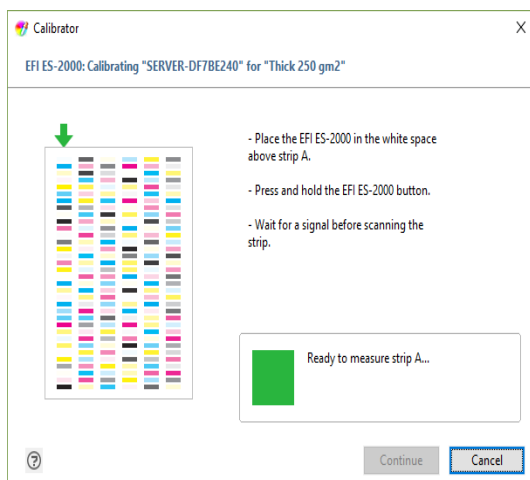 Calibrator
X
EFI ES-2000: Calibrating "SERVER-DF7BE240" for "Thick 250 gm2"
- Place the EFI ES-2000 in the white space
above strip A.
- Press and hold the EFI ES-2000 button.
- Wait for a signal before scanning the
strip.
Ready to measure strip A...
?
Continue
Cancel